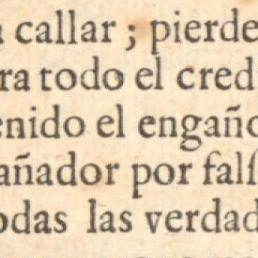 a callar ; pierde
ra todo el cred
enido el engaño
añador por falſ
odas las verdad